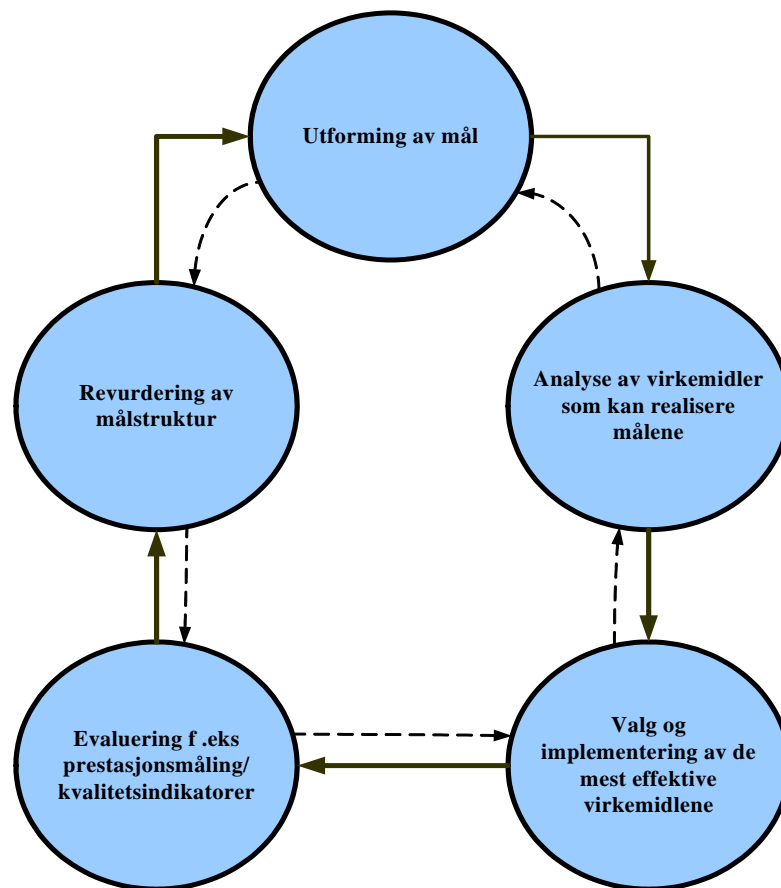 Utforming av mål
Analyse av virkemidler
som kan realisere
målene
Valg og
implementering av de
mest effektive
virkemidlene
Evaluering f .eks
prestasjonsmåling/
kvalitetsindikatorer
Revurdering av
målstruktur